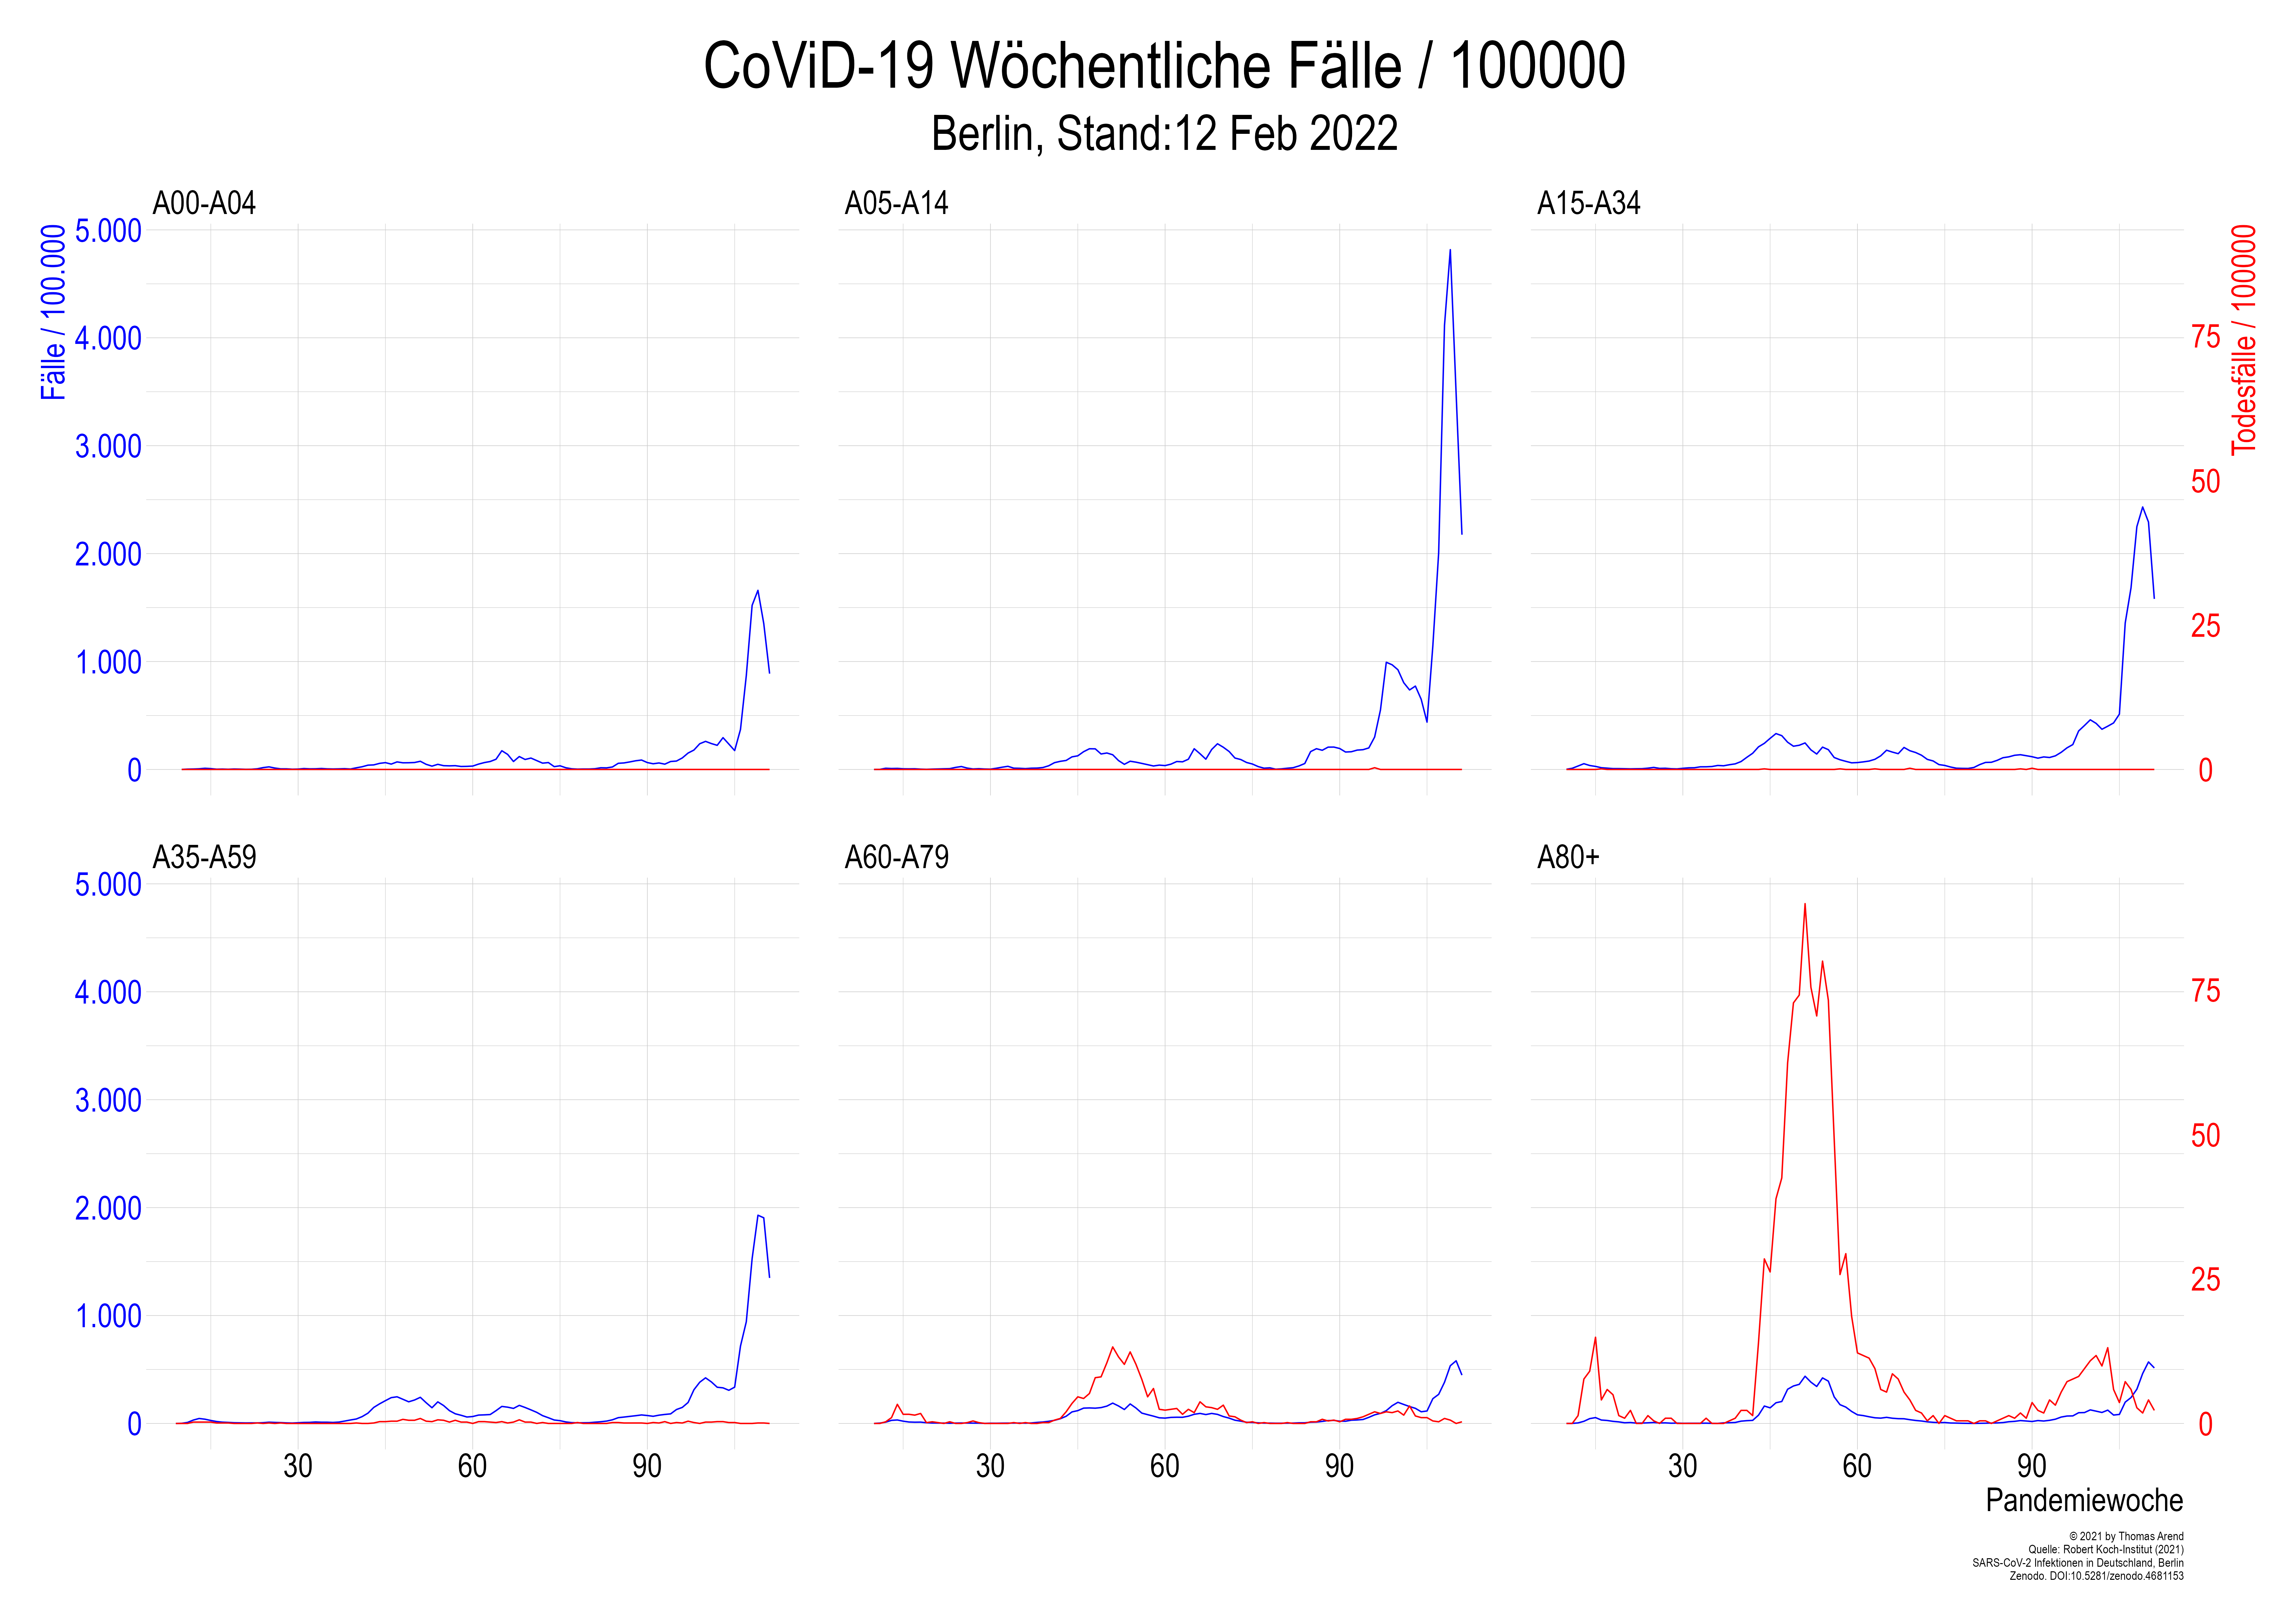 CoViD-19 Wöchentliche Fälle / 100000
Berlin, Stand:12 Feb 2022
A00-A04
A05-A14
A15-A34
Fälle / 100.000
5.000
4.000
3.000
2.000
1.000
0
Todesfälle / 100000
75
50
25
0
A35-A59
A60-A79
A80+
5.000
4.000
3.000
2.000
1.000
0
75
50
25
0
30 60 90
30 60 90
30 60 90
Pandemiewoche
© 2021 by Thomas Arend
Quelle: Robert Koch-Institut (2021)
SARS-CoV-2 Infektionen in Deutschland, Berlin
Zenodo. DOI:10.5281/zenodo.4681153